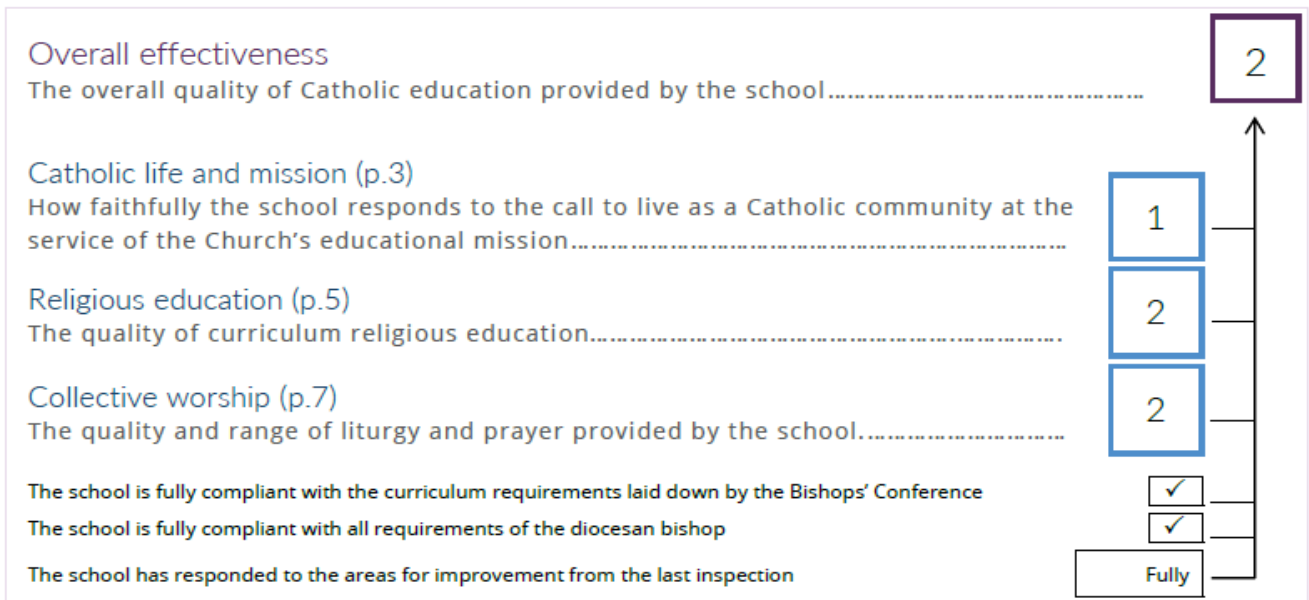 Overall effectiveness
2
The overall quality of Catholic education provided by the school................................................
Catholic life and mission (p.3)
How faithfully the school responds to the call to live as a Catholic community at the
1
service of the Church’s educational mission...........................................................................
Religious education (p.5)
2
The quality of curriculum religious education........................................................................
Collective worship (p.7)
2
The quality and range of liturgy and prayer provided by the school..............................
The school is fully compliant with the curriculum requirements laid down by the Bishops’ Conference ✓
The school is fully compliant with all requirements of the diocesan bishop ✓
The school has responded to the areas for improvement from the last inspection Fully